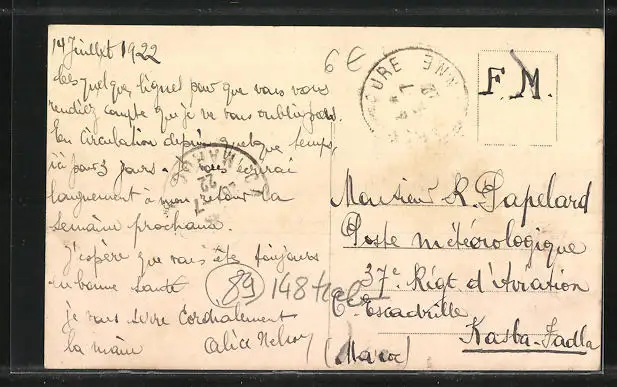 14 Juillet 1922
6 €
F.M.
Ces quelques lignes pour que vous vous
rendiez compte que je ne vous oublie pas.
En circulation depuis quelque temps,
ici pour 3 jours. Vous écrirai
longuement à mon retour la
semaine prochaine.
J'espère que vous êtes toujours
en bonne santé
je vous serre cordialement
la main
Monsieur R. Papelard
Poste météorologique
37e Régt d'Aviation
Escadrille
Kasba-Tadla
(Maroc)
89
148